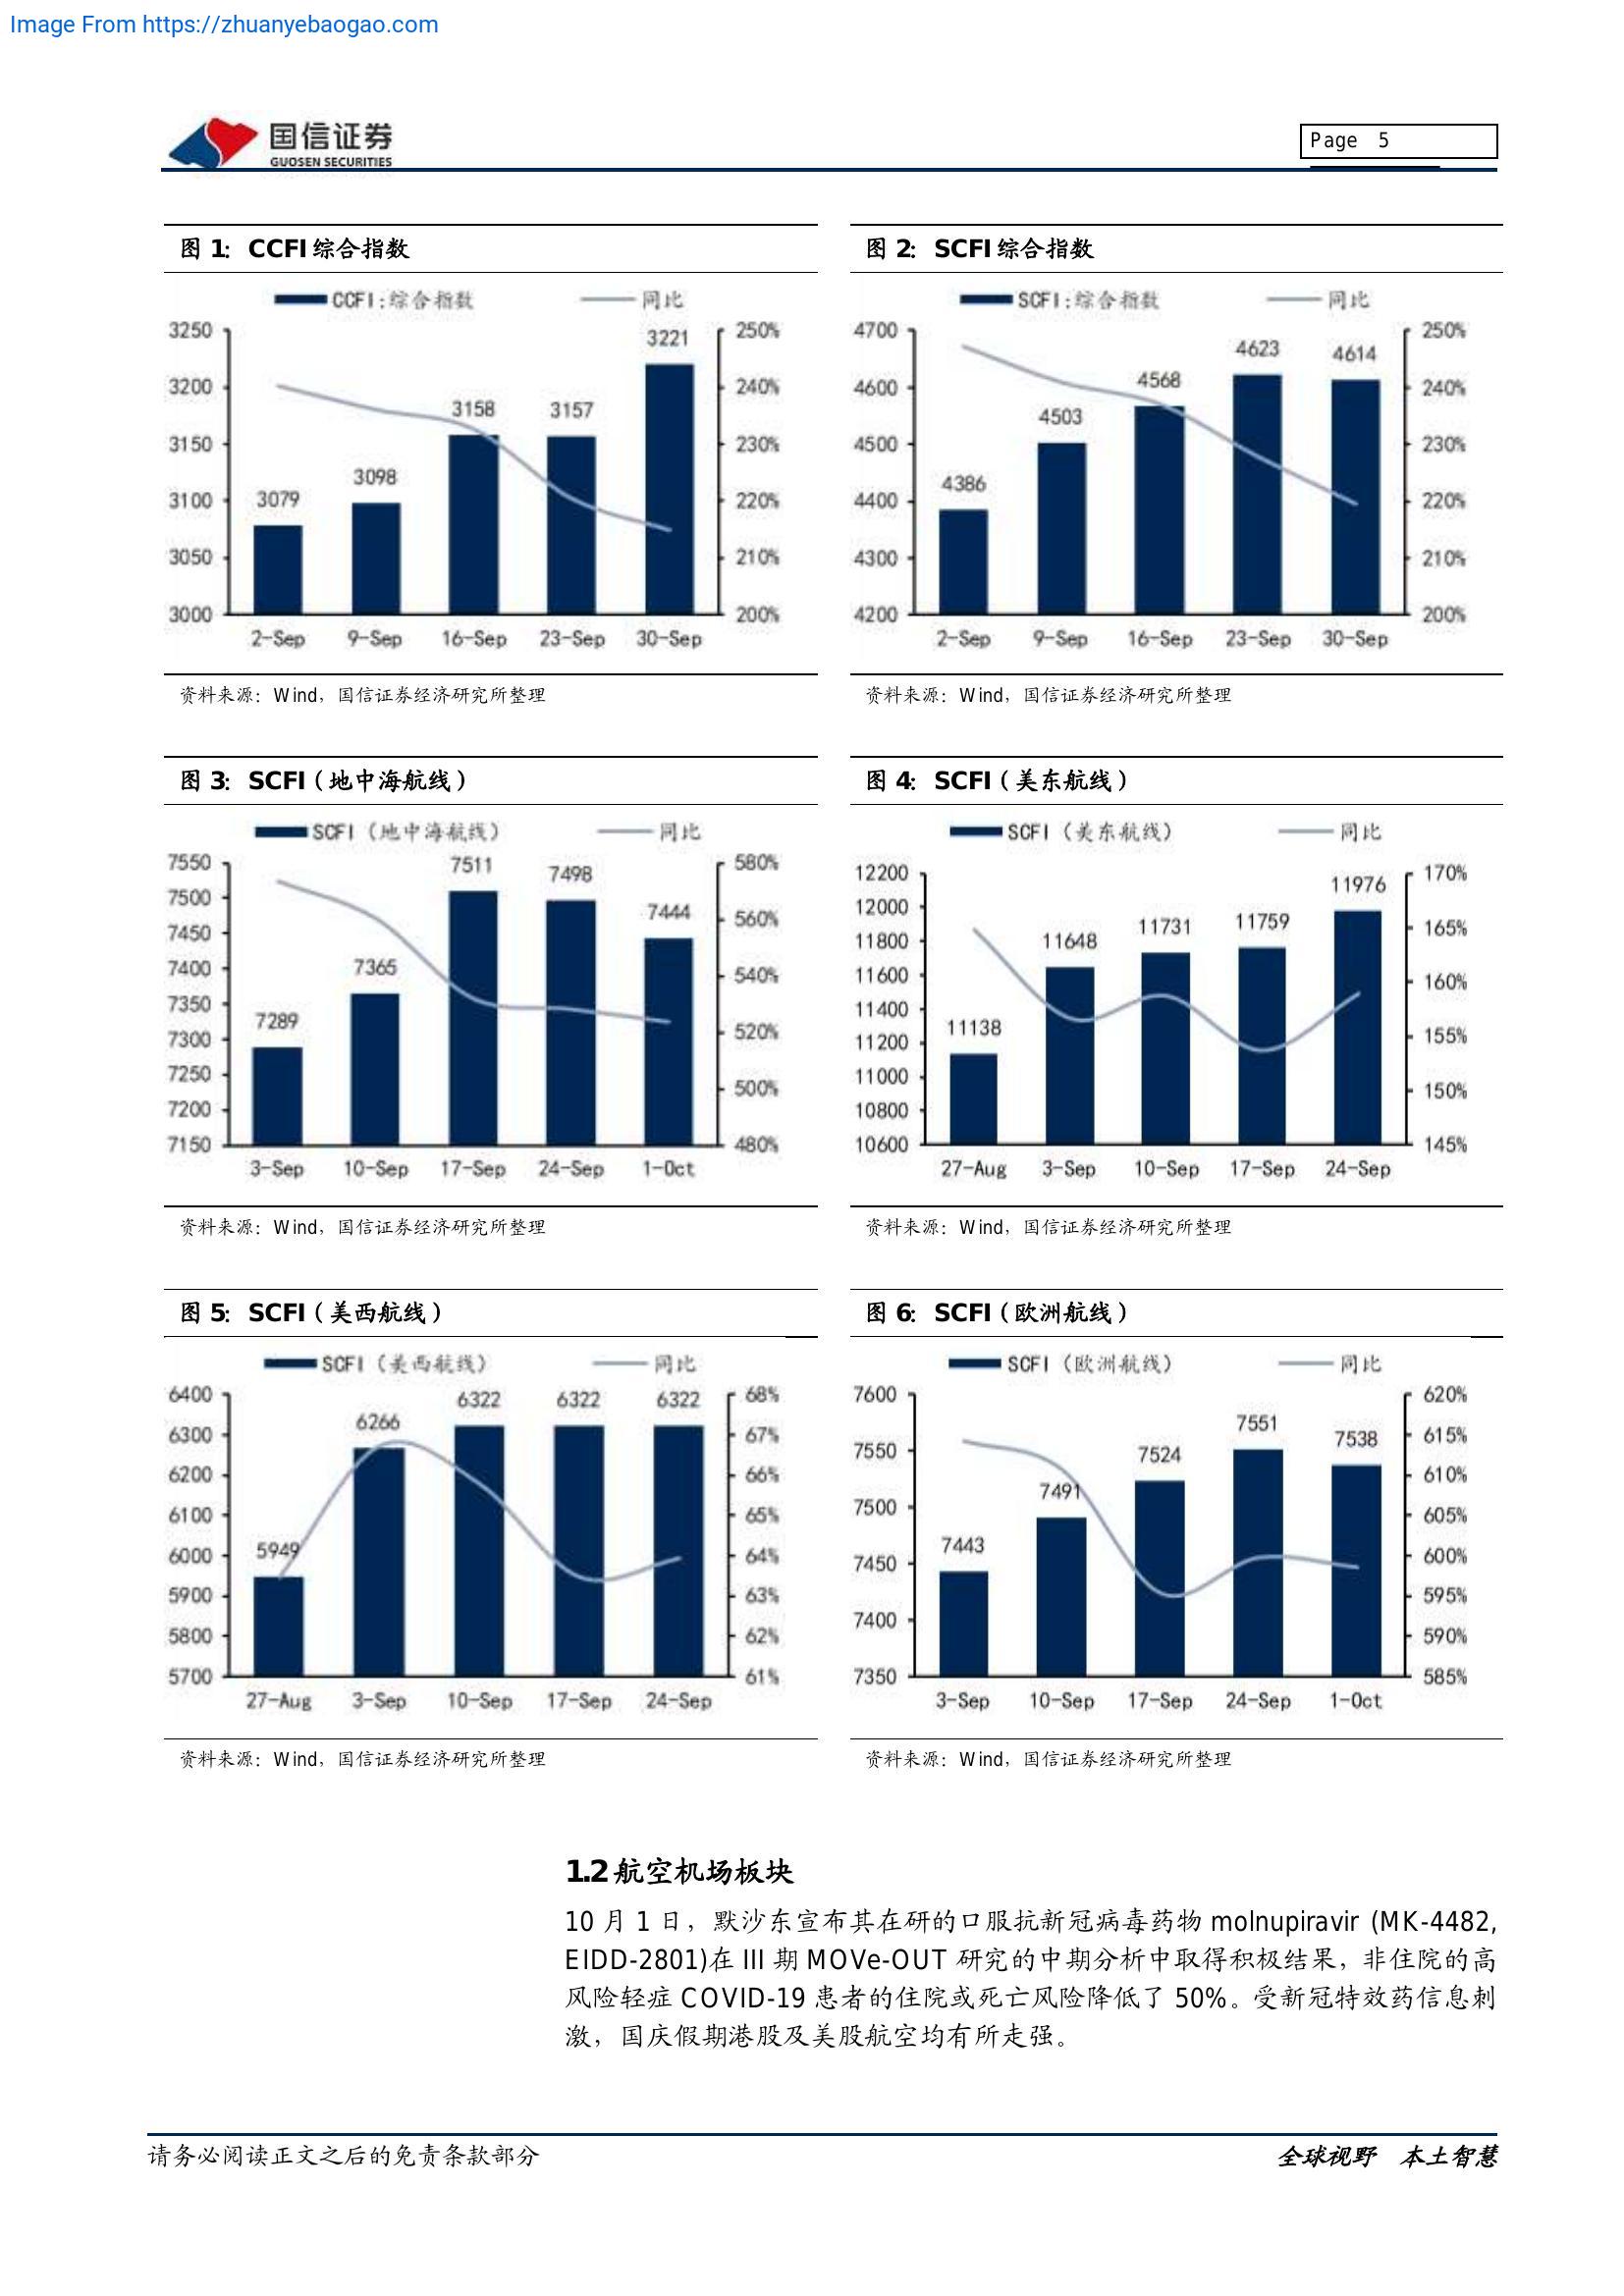 Image From https://zhuanyebaogao.com
国信证券
GUOSEN SECURITIES
Page 5
图 1: CCFI 综合指数
CCFI:综合指数 同比
3250 3200 3150 3100 3050 3000
3079 3098 3158 3157 3221
250% 240% 230% 220% 210% 200%
2-Sep 9-Sep 16-Sep 23-Sep 30-Sep
资料来源: Wind, 国信证券经济研究所整理
图 2: SCFI 综合指数
SCFI:综合指数 同比
4700 4600 4500 4400 4300 4200
4386 4503 4568 4623 4614
250% 240% 230% 220% 210% 200%
2-Sep 9-Sep 16-Sep 23-Sep 30-Sep
资料来源: Wind, 国信证券经济研究所整理
图 3: SCFI(地中海航线)
SCFI (地中海航线) 同比
7550 7500 7450 7400 7350 7300 7250 7200 7150
7289 7365 7511 7498 7444
580% 560% 540% 520% 500% 480%
3-Sep 10-Sep 17-Sep 24-Sep 1-Oct
资料来源: Wind, 国信证券经济研究所整理
图 4: SCFI(美东航线)
SCFI (美东航线) 同比
12200 12000 11800 11600 11400 11200 11000 10800 10600
11138 11648 11731 11759 11976
170% 165% 160% 155% 150% 145%
27-Aug 3-Sep 10-Sep 17-Sep 24-Sep
资料来源: Wind, 国信证券经济研究所整理
图 5: SCFI(美西航线)
SCFI (美西航线) 同比
6400 6300 6200 6100 6000 5900 5800 5700
5949 6266 6322 6322 6322
68% 67% 66% 65% 64% 63% 62% 61%
27-Aug 3-Sep 10-Sep 17-Sep 24-Sep
资料来源: Wind, 国信证券经济研究所整理
图 6: SCFI(欧洲航线)
SCFI (欧洲航线) 同比
7600 7550 7500 7450 7400 7350
7443 7491 7524 7551 7538
620% 615% 610% 605% 600% 595% 590% 585%
3-Sep 10-Sep 17-Sep 24-Sep 1-Oct
资料来源: Wind, 国信证券经济研究所整理
1.2 航空机场板块
10 月 1 日，默沙东宣布其在研的口服抗新冠病毒药物 molnupiravir (MK-4482,
EIDD-2801)在 III 期 MOVe-OUT 研究的中期分析中取得积极结果，非住院的高
风险轻症 COVID-19 患者的住院或死亡风险降低了 50%。受新冠特效药信息刺
激，国庆假期港股及美股航空均有所走强。
请务必阅读正文之后的免责条款部分
全球视野 本土智慧